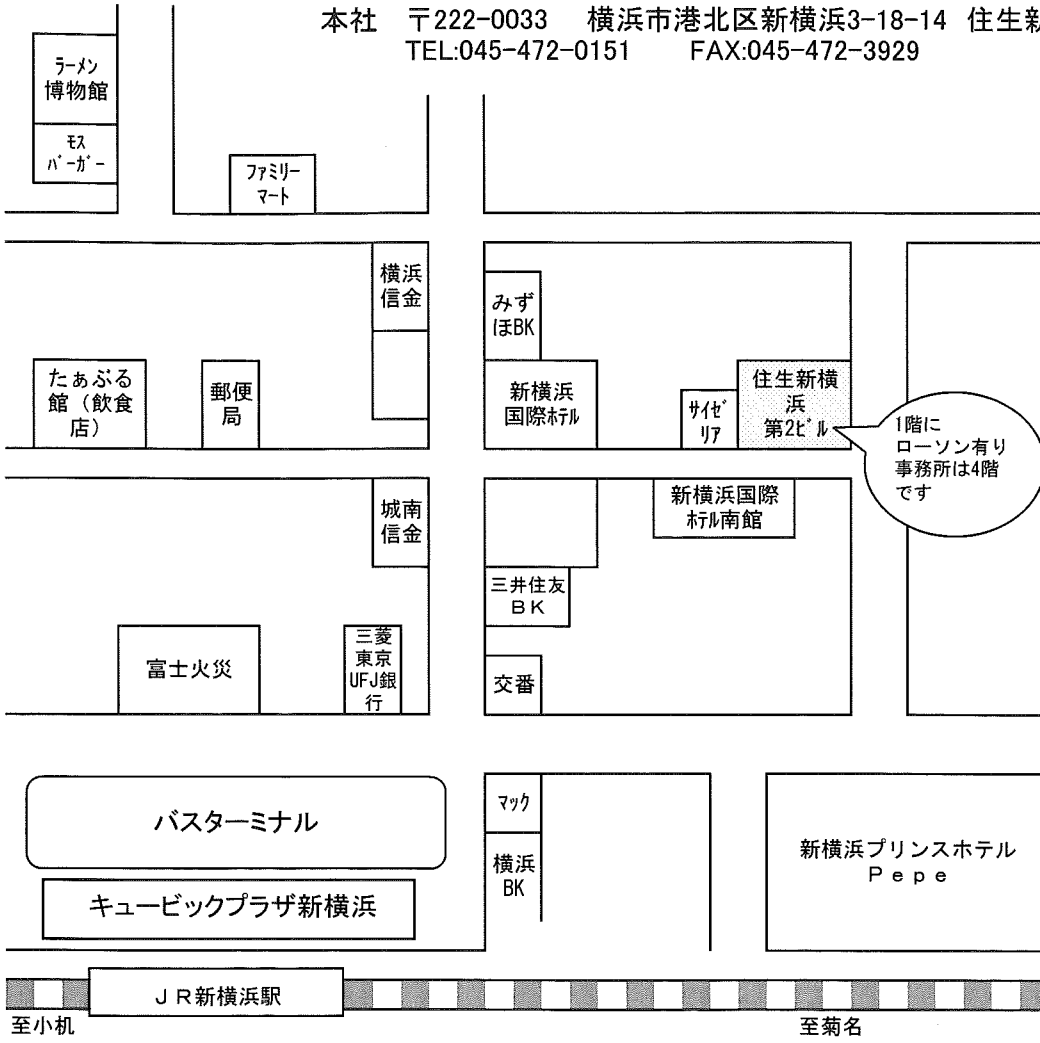 本社　〒222-0033　横浜市港北区新横浜3-18-14 住生新
TEL:045-472-0151　FAX:045-472-3929
ラーメン
博物館
モス
バーガー
ファミリー
マート
横浜
信金
みず
ほBK
たぁぶる
館（飲食
店）
郵便
局
新横浜
国際ホテル
サイゼ
リア
住生新横
浜
第2ビル
1階に
ローソン有り
事務所は4階
です
城南
信金
新横浜国際
ホテル南館
三井住友
ＢＫ
富士火災
三菱
東京
UFJ銀
行
交番
バスターミナル
マック
横浜
BK
新横浜プリンスホテル
Ｐｅｐｅ
キュービックプラザ新横浜
ＪＲ新横浜駅
至小机
至菊名